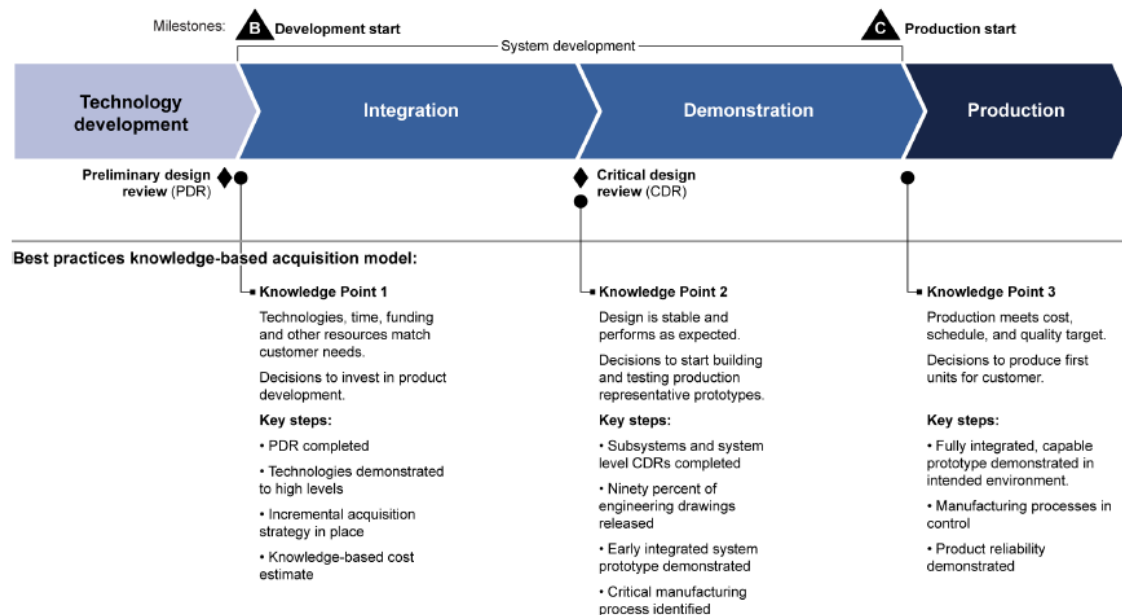 Milestones:
B
Development start
C
Production start
System development
Technology
development
Integration
Demonstration
Production
Preliminary design
review (PDR)
Critical design
review (CDR)
Best practices knowledge-based acquisition model:
Knowledge Point 1
Technologies, time, funding
and other resources match
customer needs.
Decisions to invest in product
development.
Key steps:
• PDR completed
• Technologies demonstrated
to high levels
• Incremental acquisition
strategy in place
• Knowledge-based cost
estimate
Knowledge Point 2
Design is stable and
performs as expected.
Decisions to start building
and testing production
representative prototypes.
Key steps:
• Subsystems and system
level CDRs completed
• Ninety percent of
engineering drawings
released
• Early integrated system
prototype demonstrated
• Critical manufacturing
process identified
Knowledge Point 3
Production meets cost,
schedule, and quality target.
Decisions to produce first
units for customer.
Key steps:
• Fully integrated, capable
prototype demonstrated in
intended environment.
• Manufacturing processes in
control
• Product reliability
demonstrated